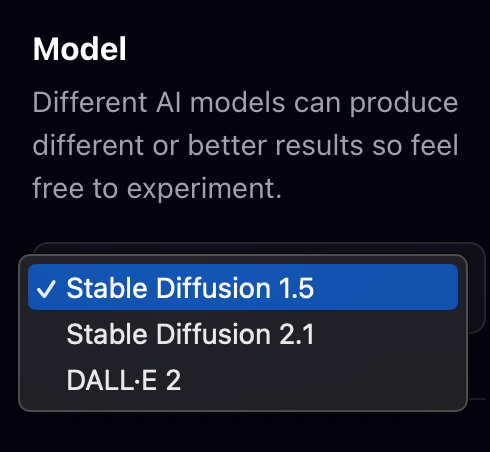 Model
Different AI models can produce
different or better results so feel
free to experiment.
✓ Stable Diffusion 1.5
Stable Diffusion 2.1
DALL·E 2